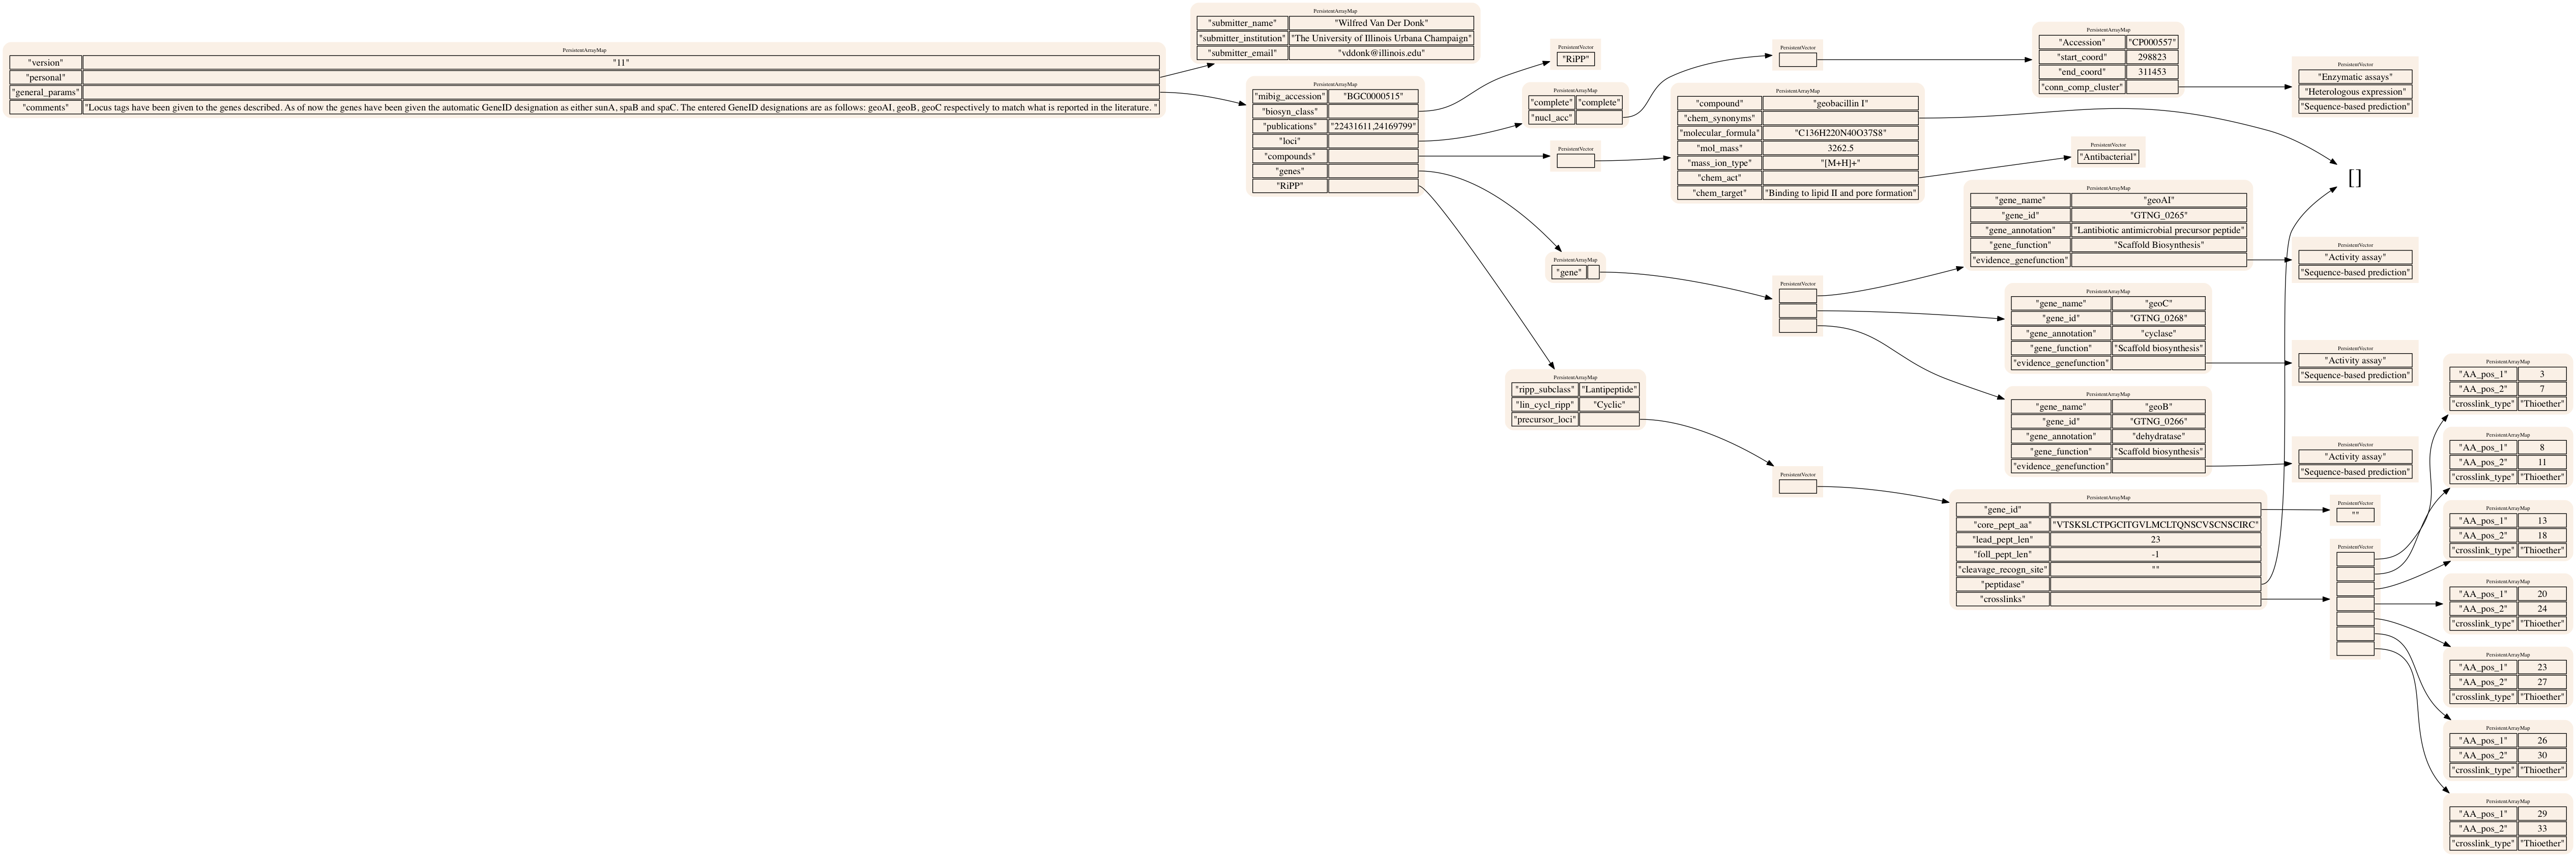 PersistentArrayMap
"version" "11"
"personal"
"general_params"
"comments" "Locus tags have been given to the genes described. As of now the genes have been given the automatic GeneID designation as either sunA, spaB and spaC. The entered GeneID designations are as follows: geoAI, geoB, geoC respectively to match what is reported in the literature. "
PersistentArrayMap
"submitter_name" "Wilfred Van Der Donk"
"submitter_institution" "The University of Illinois Urbana Champaign"
"submitter_email" "vddonk@illinois.edu"
PersistentArrayMap
"mibig_accession" "BGC0000515"
"biosyn_class"
"publications" "22431611,24169799"
"loci"
"compounds"
"genes"
"RiPP"
PersistentVector
"RiPP"
PersistentArrayMap
"complete" "complete"
"nucl_acc"
PersistentVector
PersistentArrayMap
"gene"
PersistentArrayMap
"ripp_subclass" "Lantipeptide"
"lin_cycl_ripp" "Cyclic"
"precursor_loci"
PersistentVector
PersistentArrayMap
"compound" "geobacillin I"
"chem_synonyms"
"molecular_formula" "C136H220N40O37S8"
"mol_mass" 3262.5
"mass_ion_type" "[M+H]+"
"chem_act"
"chem_target" "Binding to lipid II and pore formation"
PersistentVector
PersistentVector
PersistentArrayMap
"Accession" "CP000557"
"start_coord" 298823
"end_coord" 311453
"conn_comp_cluster"
PersistentVector
"Enzymatic assays"
"Heterologous expression"
"Sequence-based prediction"
PersistentVector
"Antibacterial"
[]
PersistentArrayMap
"gene_name" "geoAI"
"gene_id" "GTNG_0265"
"gene_annotation" "Lantibiotic antimicrobial precursor peptide"
"gene_function" "Scaffold Biosynthesis"
"evidence_genefunction"
PersistentVector
"Activity assay"
"Sequence-based prediction"
PersistentArrayMap
"gene_name" "geoC"
"gene_id" "GTNG_0268"
"gene_annotation" "cyclase"
"gene_function" "Scaffold biosynthesis"
"evidence_genefunction"
PersistentVector
"Activity assay"
"Sequence-based prediction"
PersistentArrayMap
"gene_name" "geoB"
"gene_id" "GTNG_0266"
"gene_annotation" "dehydratase"
"gene_function" "Scaffold biosynthesis"
"evidence_genefunction"
PersistentVector
"Activity assay"
"Sequence-based prediction"
PersistentArrayMap
"gene_id"
"core_pept_aa" "VTSKSLCTPGCITGVLMCLTQNSCVSCNSCIRC"
"lead_pept_len" 23
"foll_pept_len" -1
"cleavage_recogn_site" ""
"peptidase"
"crosslinks"
PersistentVector
""
PersistentVector
PersistentArrayMap
"AA_pos_1" 3
"AA_pos_2" 7
"crosslink_type" "Thioether"
PersistentArrayMap
"AA_pos_1" 8
"AA_pos_2" 11
"crosslink_type" "Thioether"
PersistentArrayMap
"AA_pos_1" 13
"AA_pos_2" 18
"crosslink_type" "Thioether"
PersistentArrayMap
"AA_pos_1" 20
"AA_pos_2" 24
"crosslink_type" "Thioether"
PersistentArrayMap
"AA_pos_1" 23
"AA_pos_2" 27
"crosslink_type" "Thioether"
PersistentArrayMap
"AA_pos_1" 26
"AA_pos_2" 30
"crosslink_type" "Thioether"
PersistentArrayMap
"AA_pos_1" 29
"AA_pos_2" 33
"crosslink_type" "Thioether"